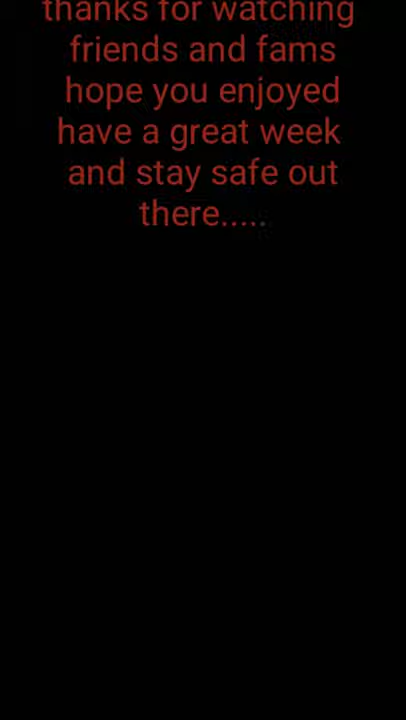 thanks for watching
friends and fams
hope you enjoyed
have a great week
and stay safe out
there.....